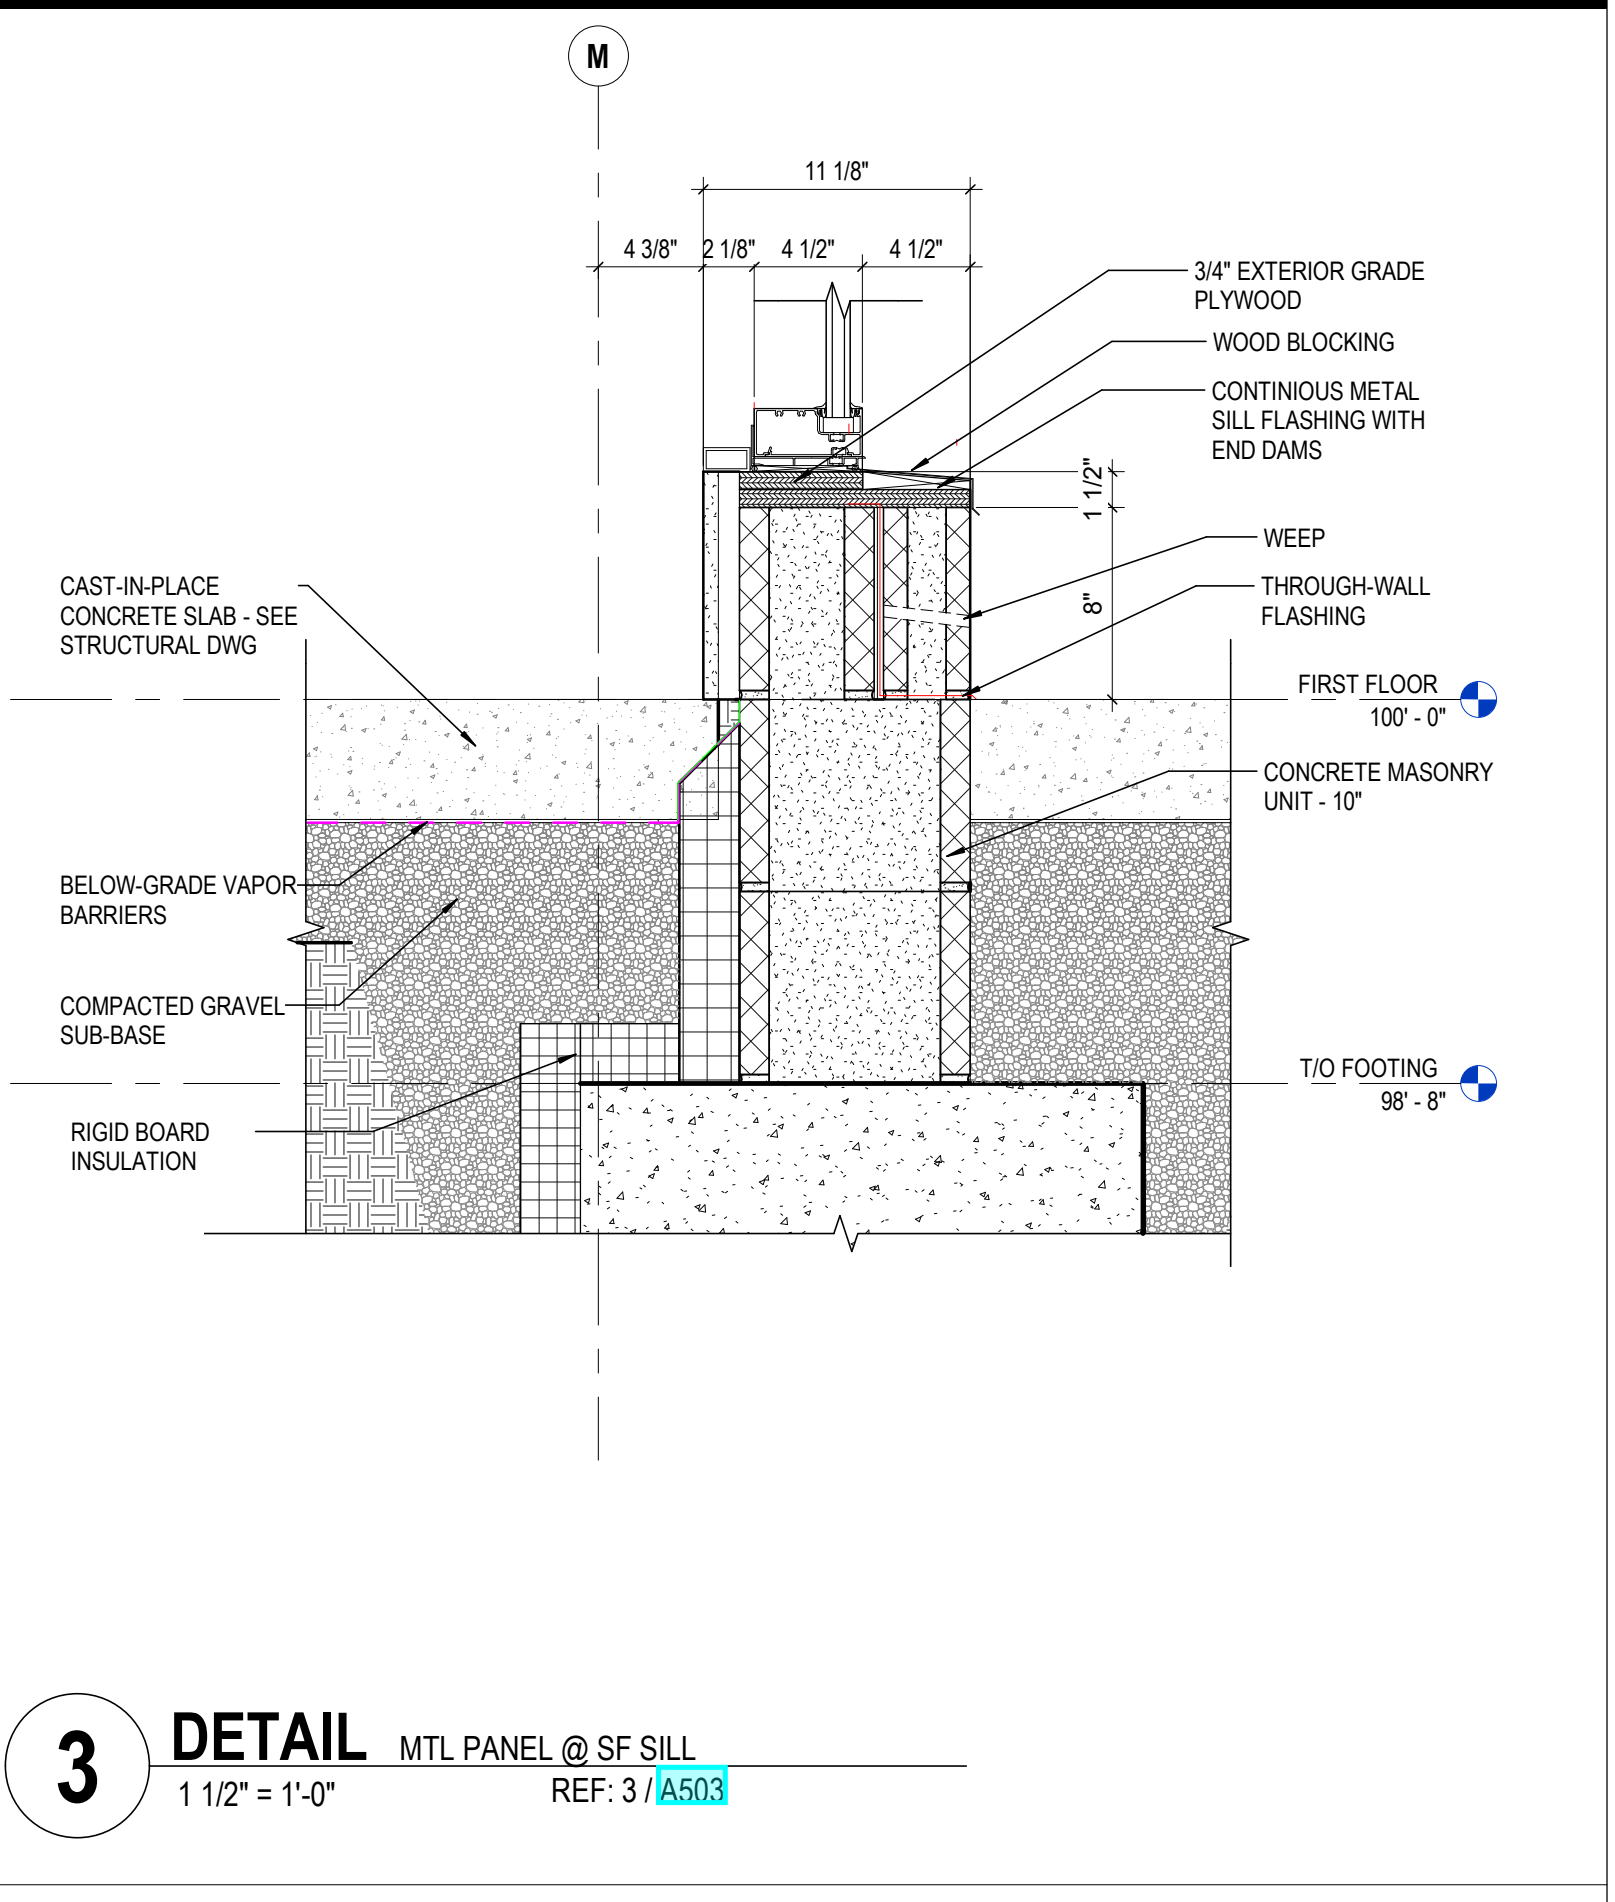 M
11 1/8"
4 3/8" 2 1/8" 4 1/2" 4 1/2"
3/4" EXTERIOR GRADE
PLYWOOD
WOOD BLOCKING
CONTINIOUS METAL
SILL FLASHING WITH
END DAMS
1 1/2"
WEEP
8"
THROUGH-WALL
FLASHING
CAST-IN-PLACE
CONCRETE SLAB - SEE
STRUCTURAL DWG
FIRST FLOOR
100' - 0"
CONCRETE MASONRY
UNIT - 10"
BELOW-GRADE VAPOR
BARRIERS
COMPACTED GRAVEL
SUB-BASE
T/O FOOTING
98' - 8"
RIGID BOARD
INSULATION
3
DETAIL MTL PANEL @ SF SILL
1 1/2" = 1'-0" REF: 3 / A503